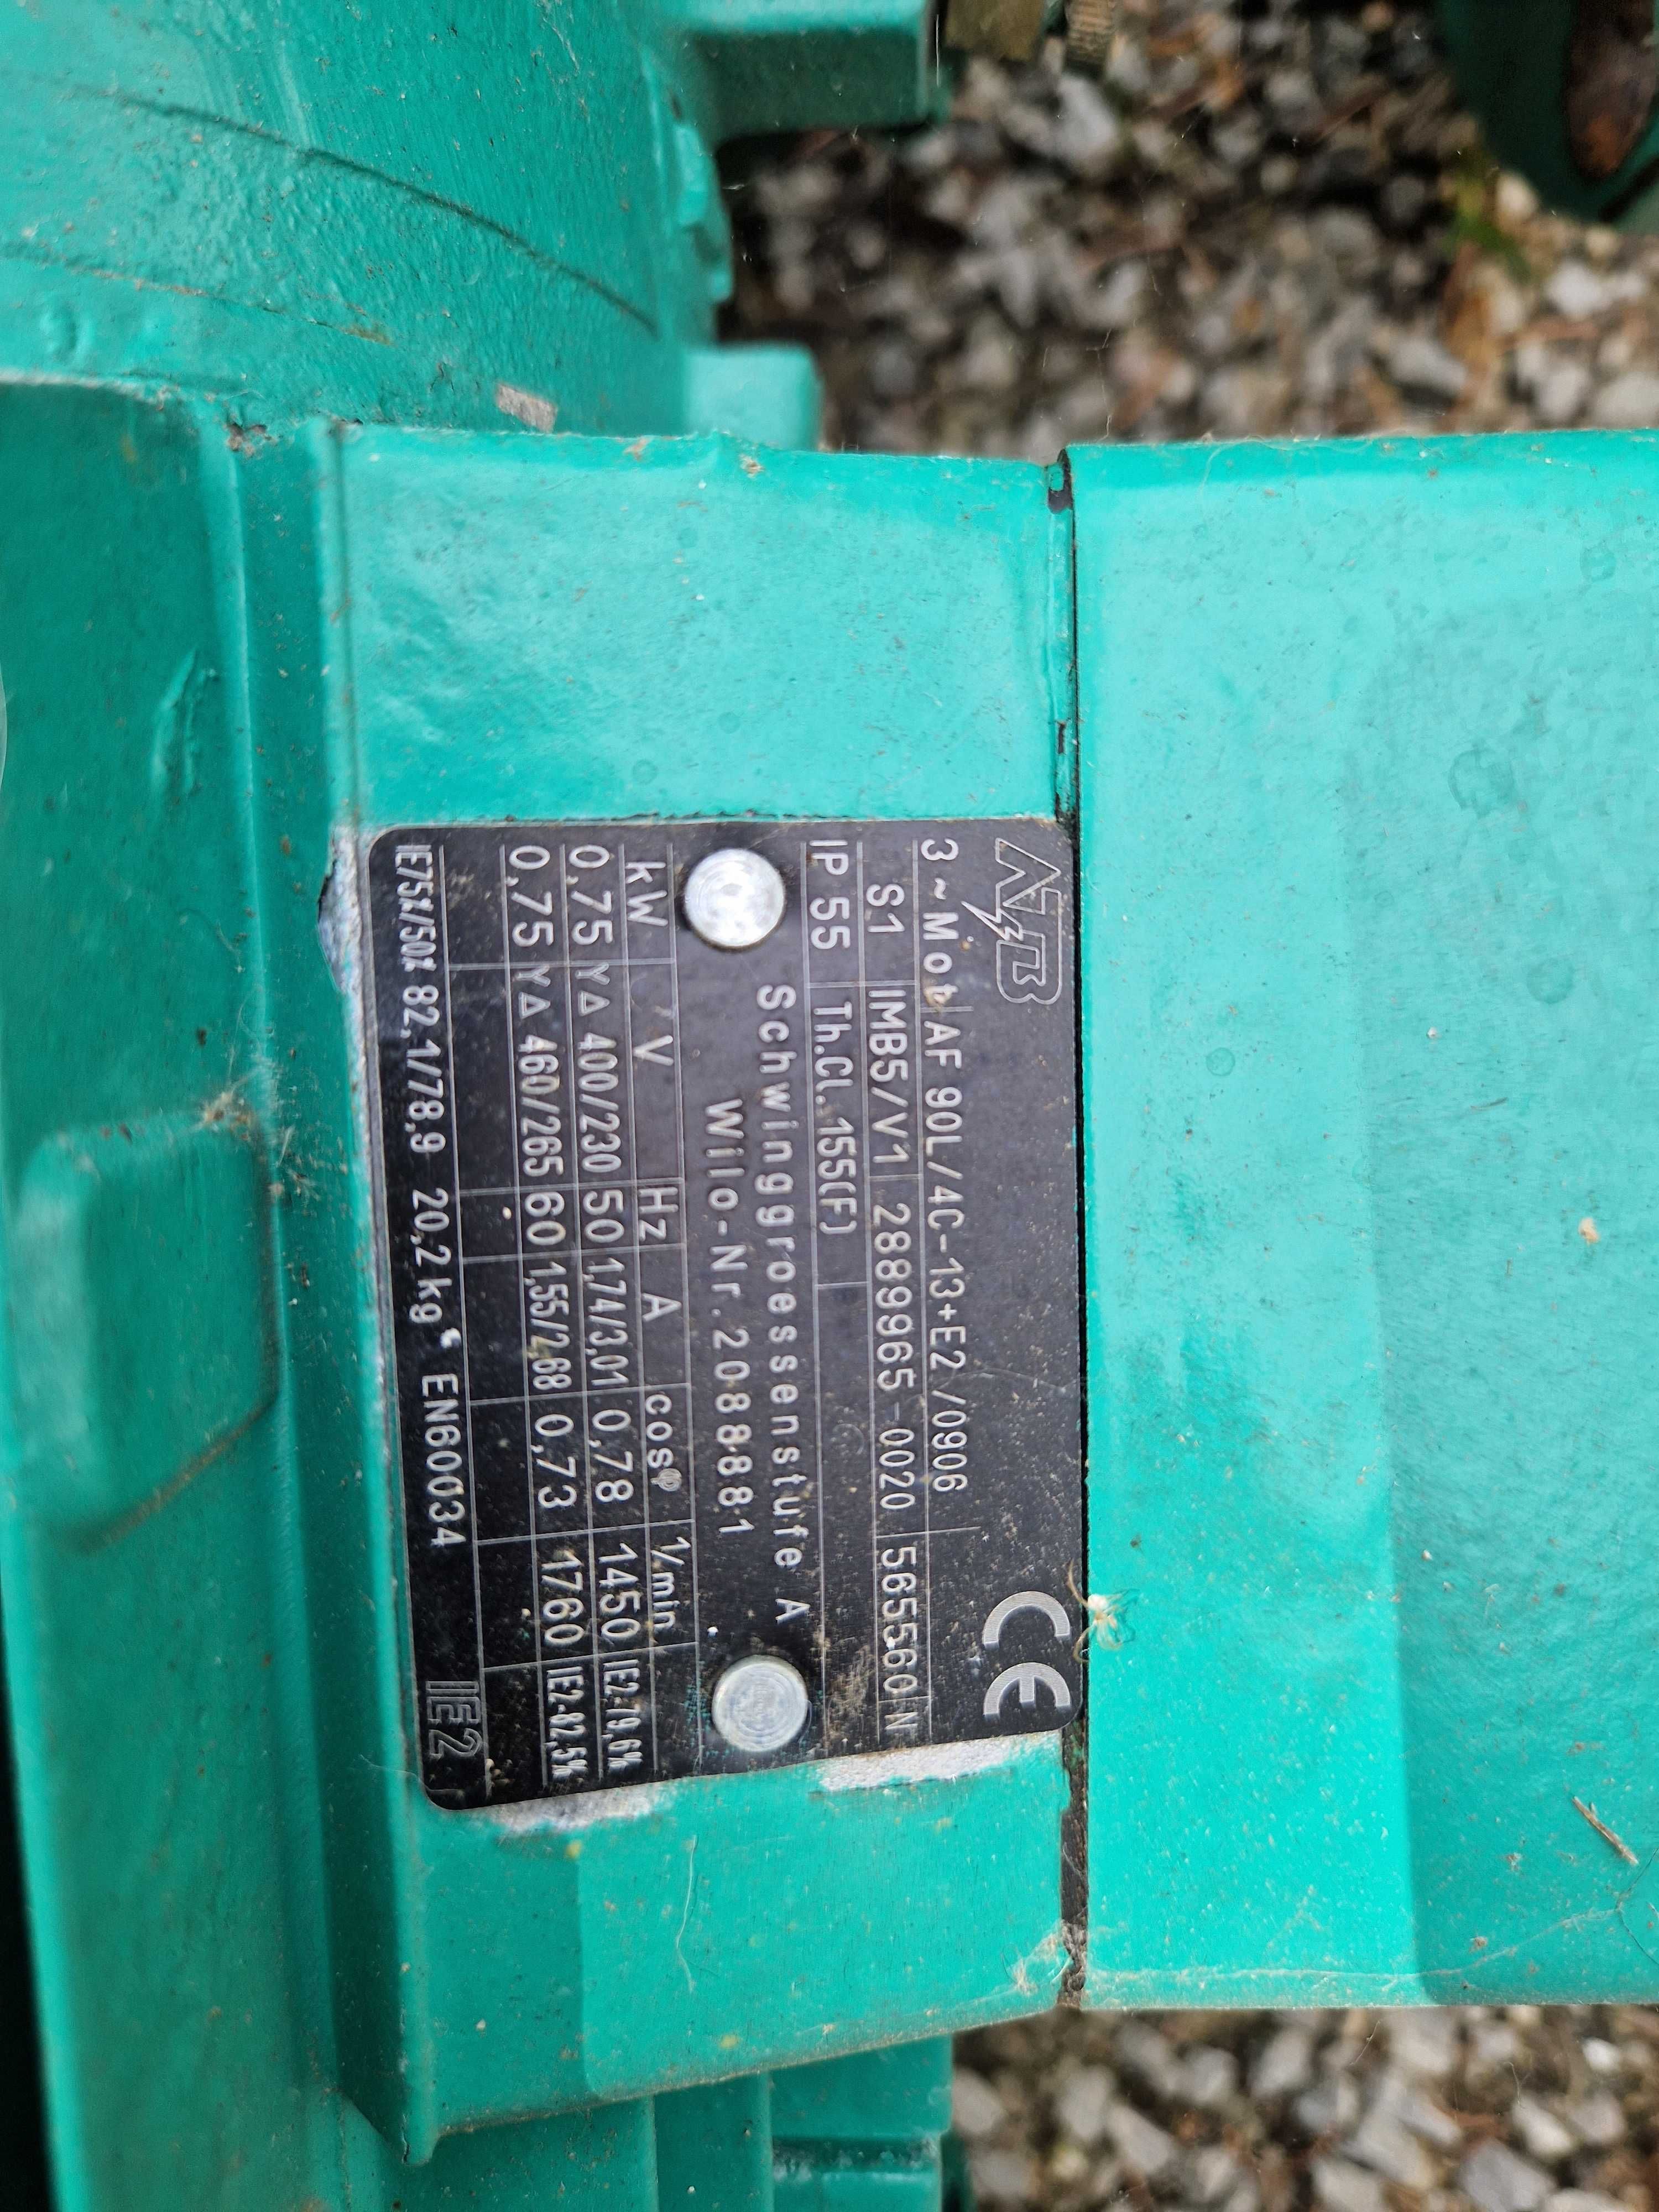 ATB CE
3~Mot AF 90L/4C-13+E2 /0906
S1 IMB5/V1 2889965-0020 565560 N
IP 55 Th.Cl. 155(F)
Schwinggroessenstufe A
Wilo-Nr. 2088881
kW V Hz A cosφ 1/min
0,75 Y∆ 400/230 50 1,74/3,01 0,78 1450 IE2-79,6%
0,75 Y∆ 460/265 60 1,55/2,68 0,73 1760 IE2-82,5%
IE75%/50% 82,1/78,9 20,2 kg EN60034 IE2